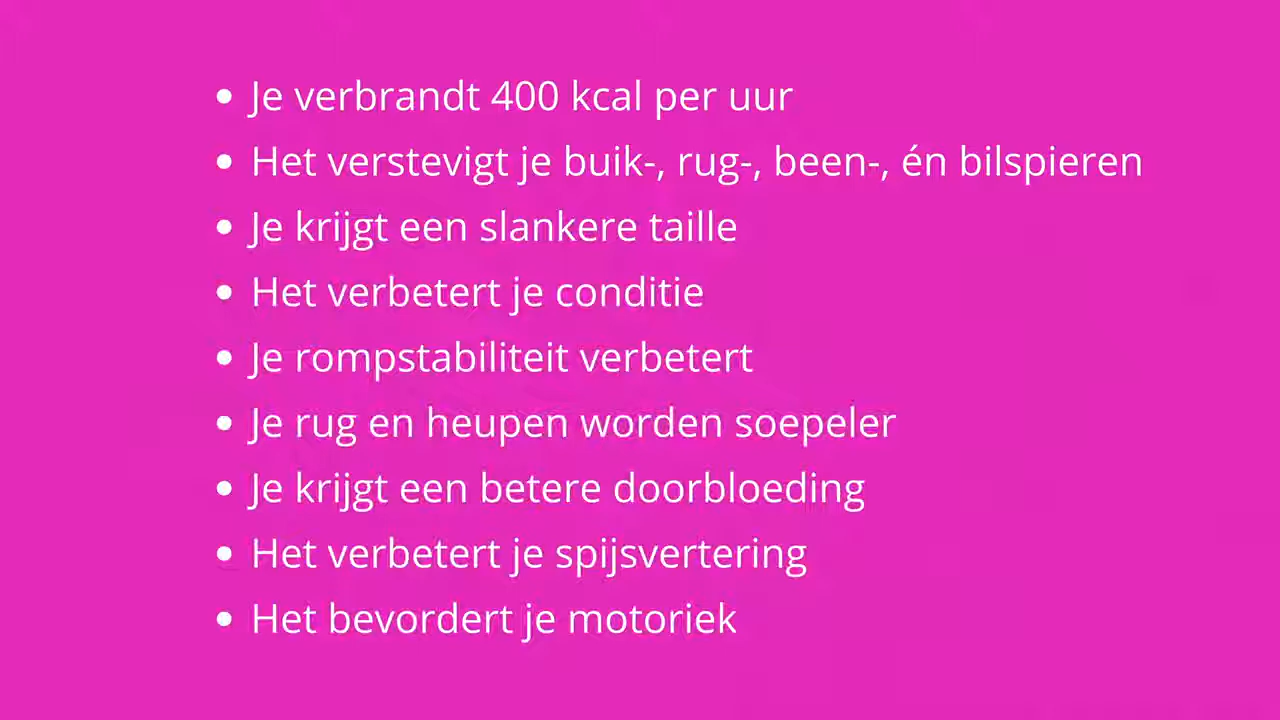 • Je verbrandt 400 kcal per uur
• Het verstevigt je buik-, rug-, been-, én bilspieren
• Je krijgt een slankere taille
• Het verbetert je conditie
• Je rompstabiliteit verbetert
• Je rug en heupen worden soepeler
• Je krijgt een betere doorbloeding
• Het verbetert je spijsvertering
• Het bevordert je motoriek